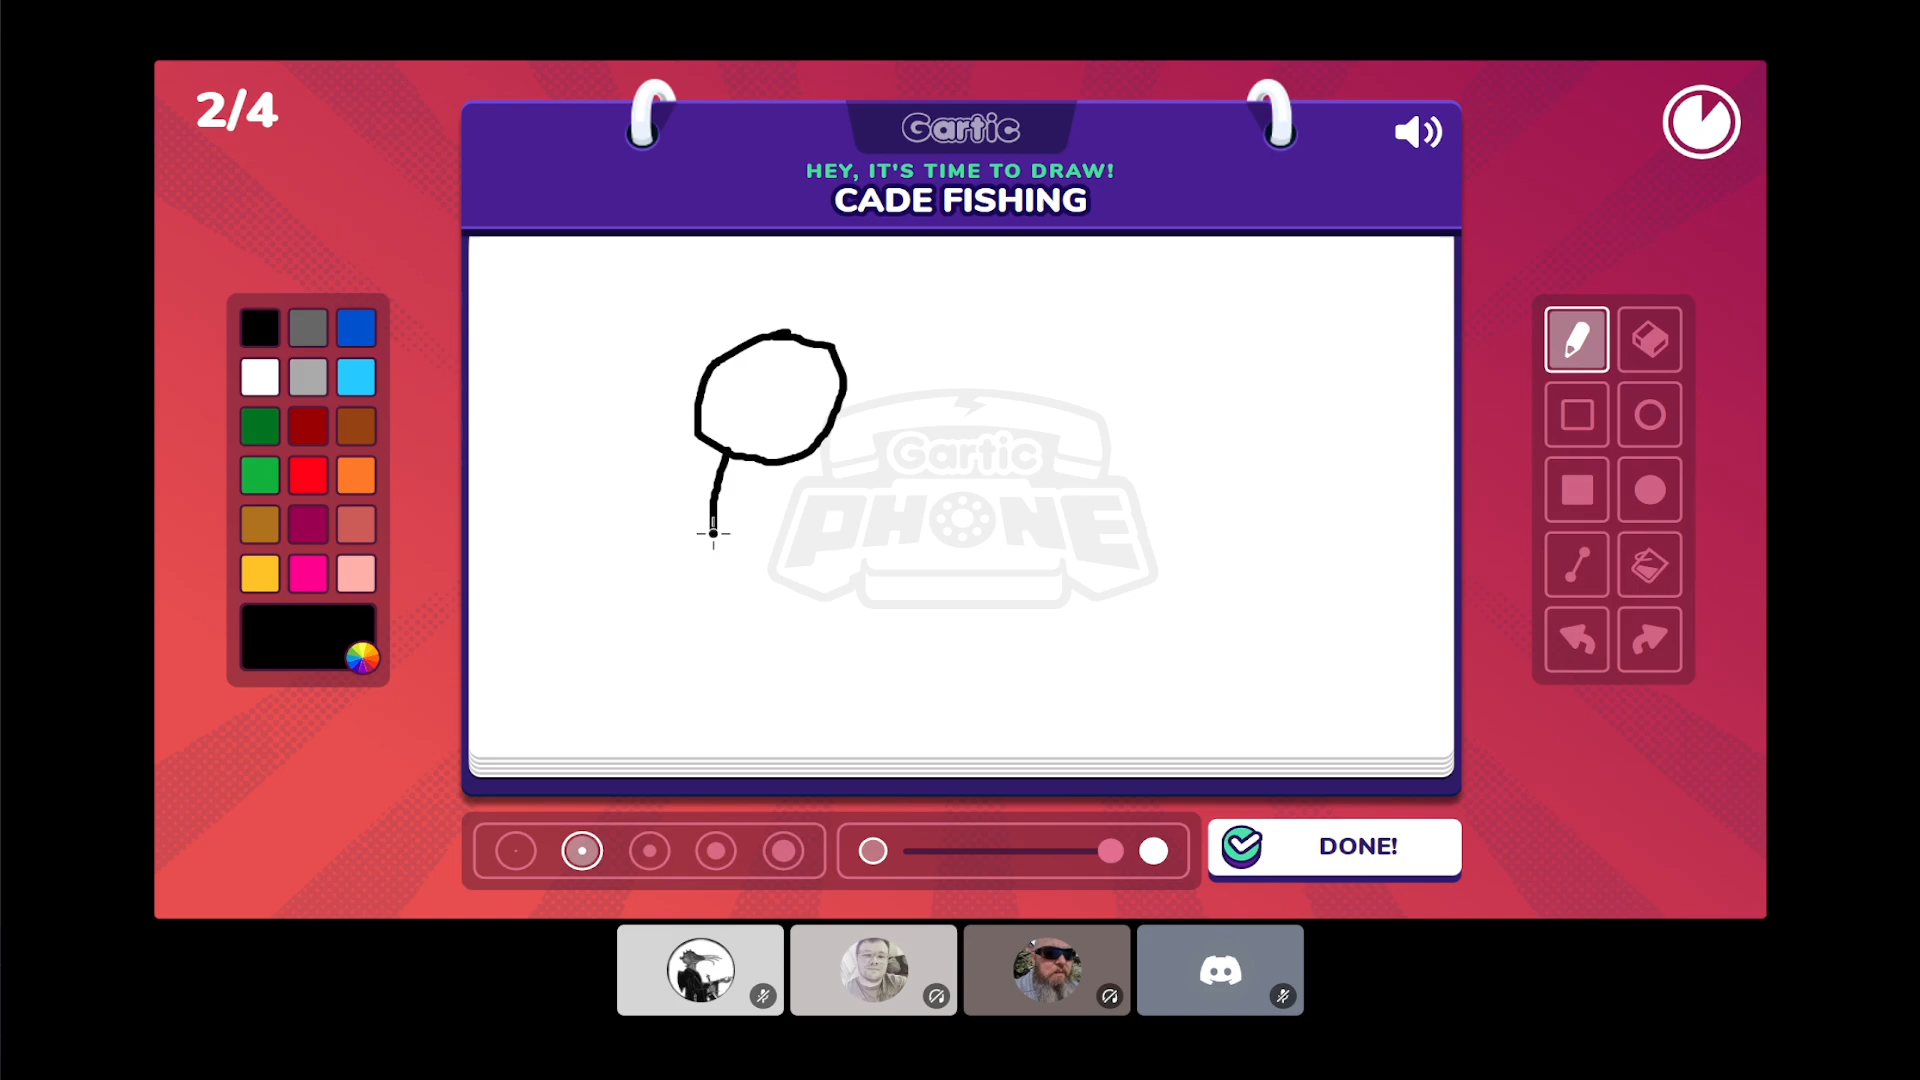 2/4
Gartic
HEY, IT'S TIME TO DRAW!
CADE FISHING
Gartic
PHONE
DONE!